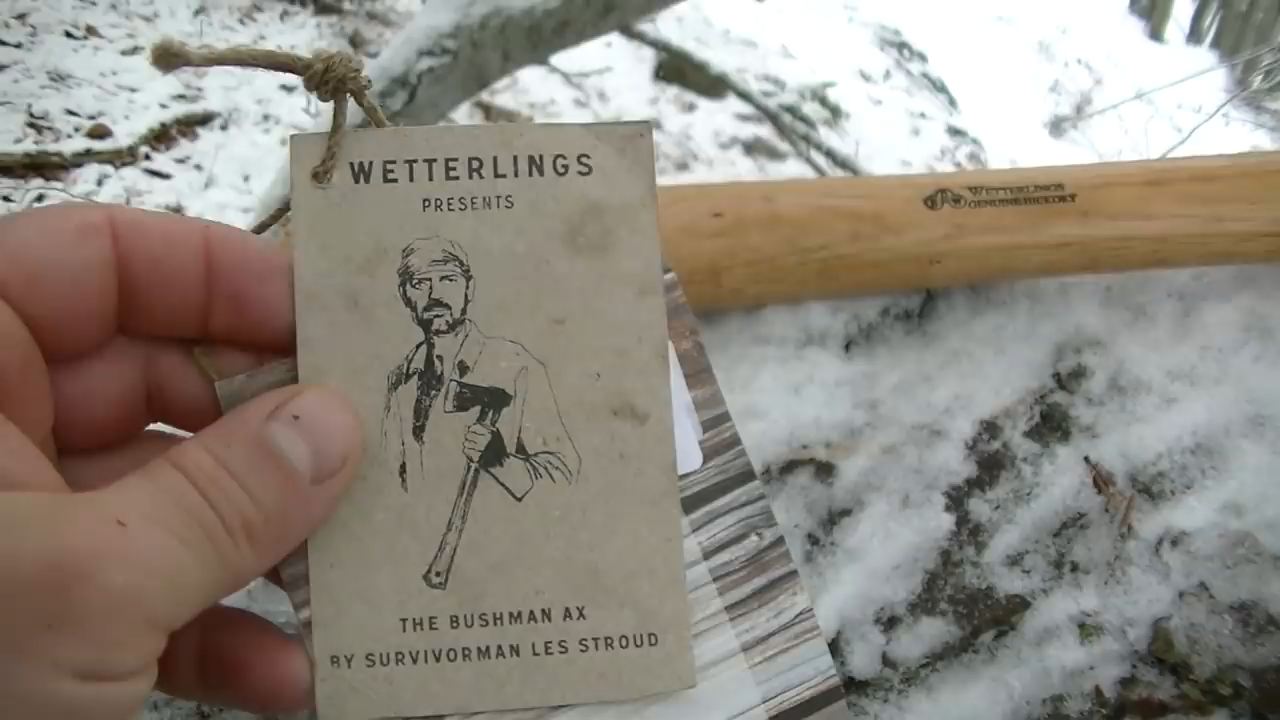 WETTERLINGS
PRESENTS
THE BUSHMAN AX
BY SURVIVORMAN LES STROUD
WETTERLINGS
GENUINE HICKORY